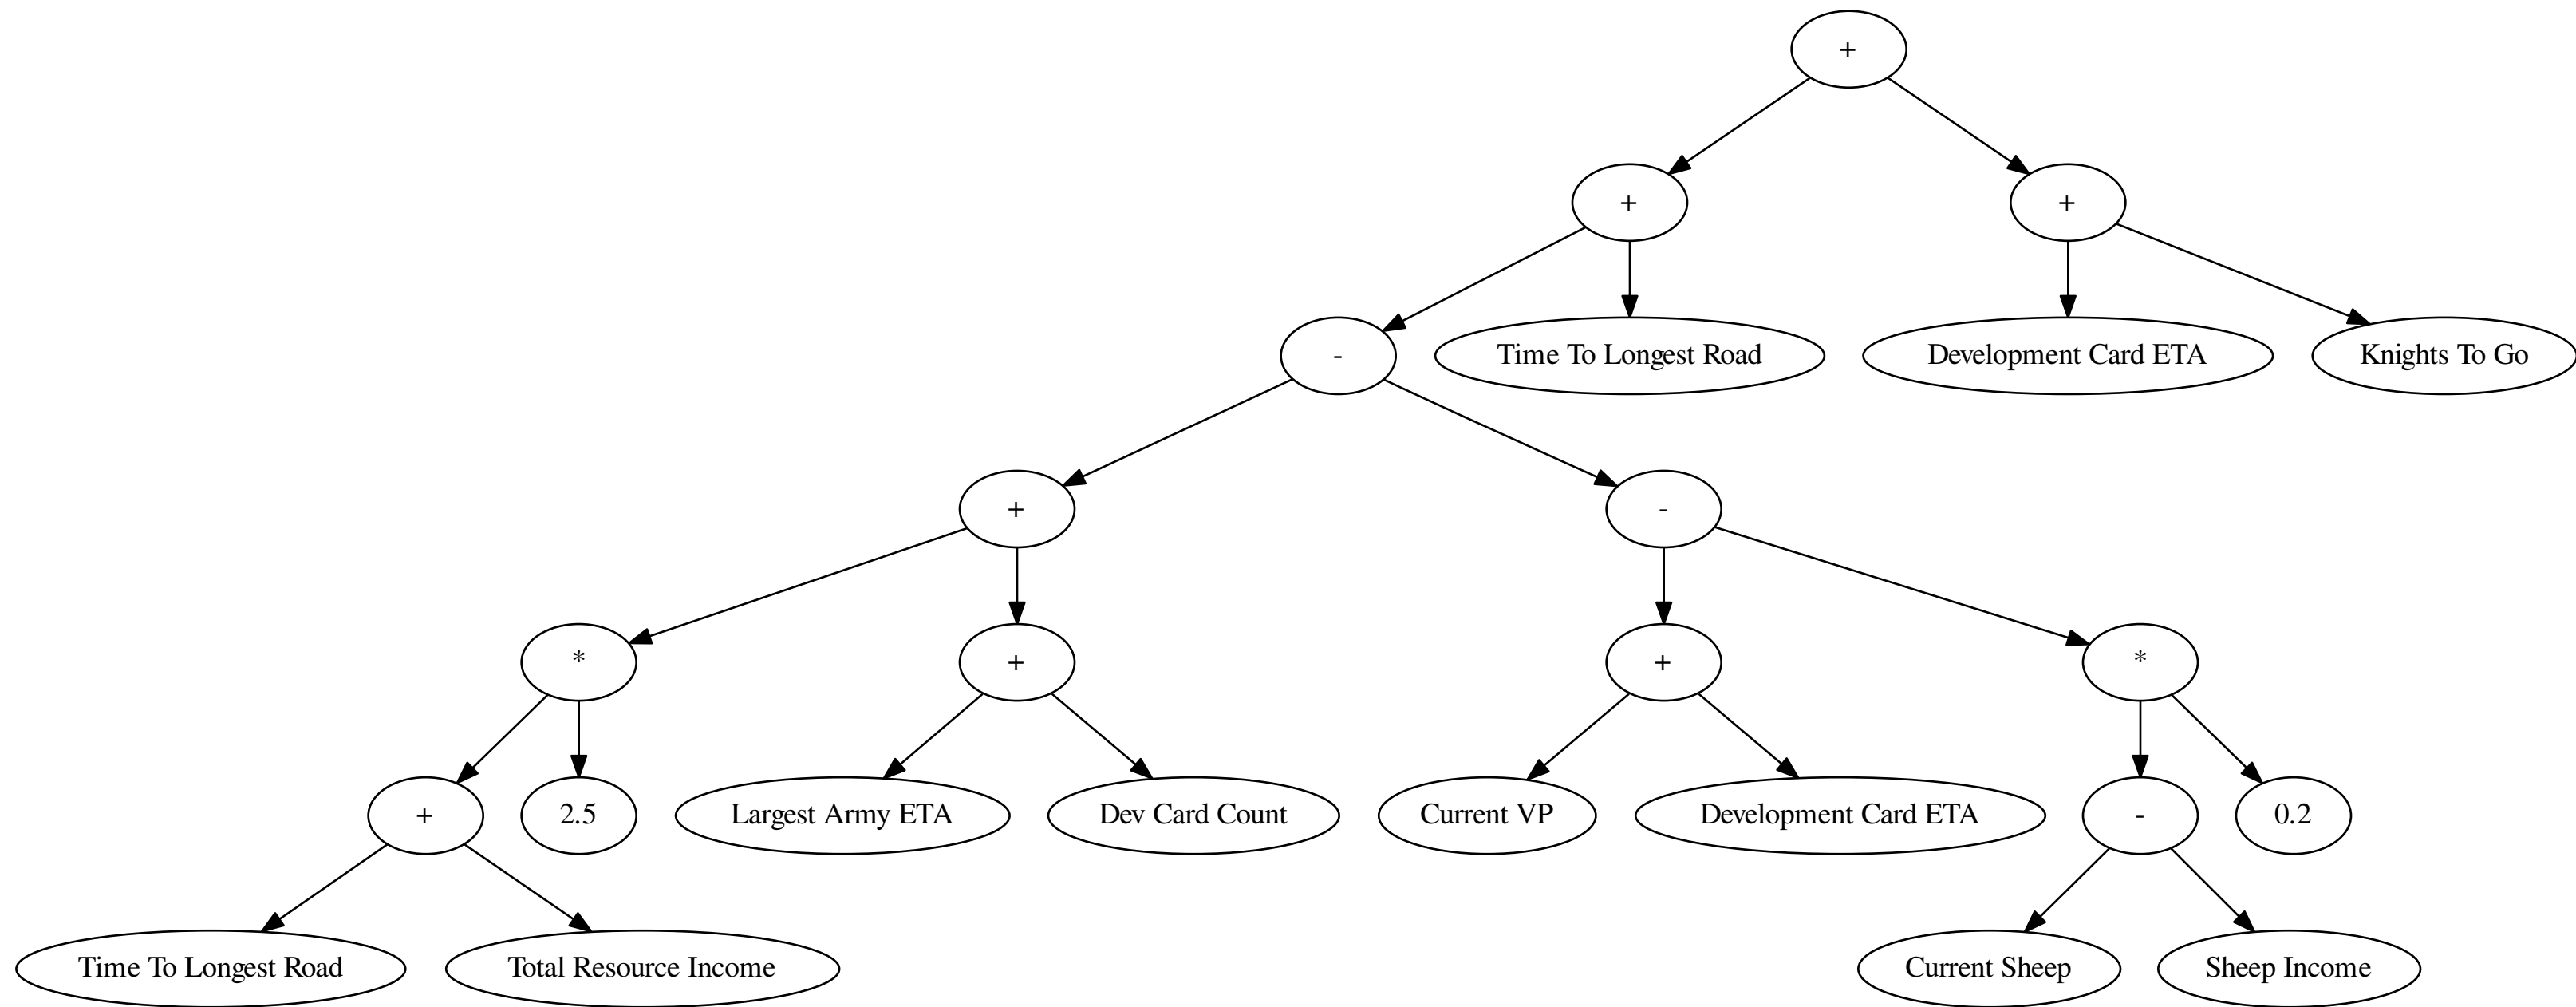 +
+
+
-
Time To Longest Road
Development Card ETA
Knights To Go
+
-
*
+
+
*
+
2.5
Largest Army ETA
Dev Card Count
Current VP
Development Card ETA
-
0.2
Time To Longest Road
Total Resource Income
Current Sheep
Sheep Income